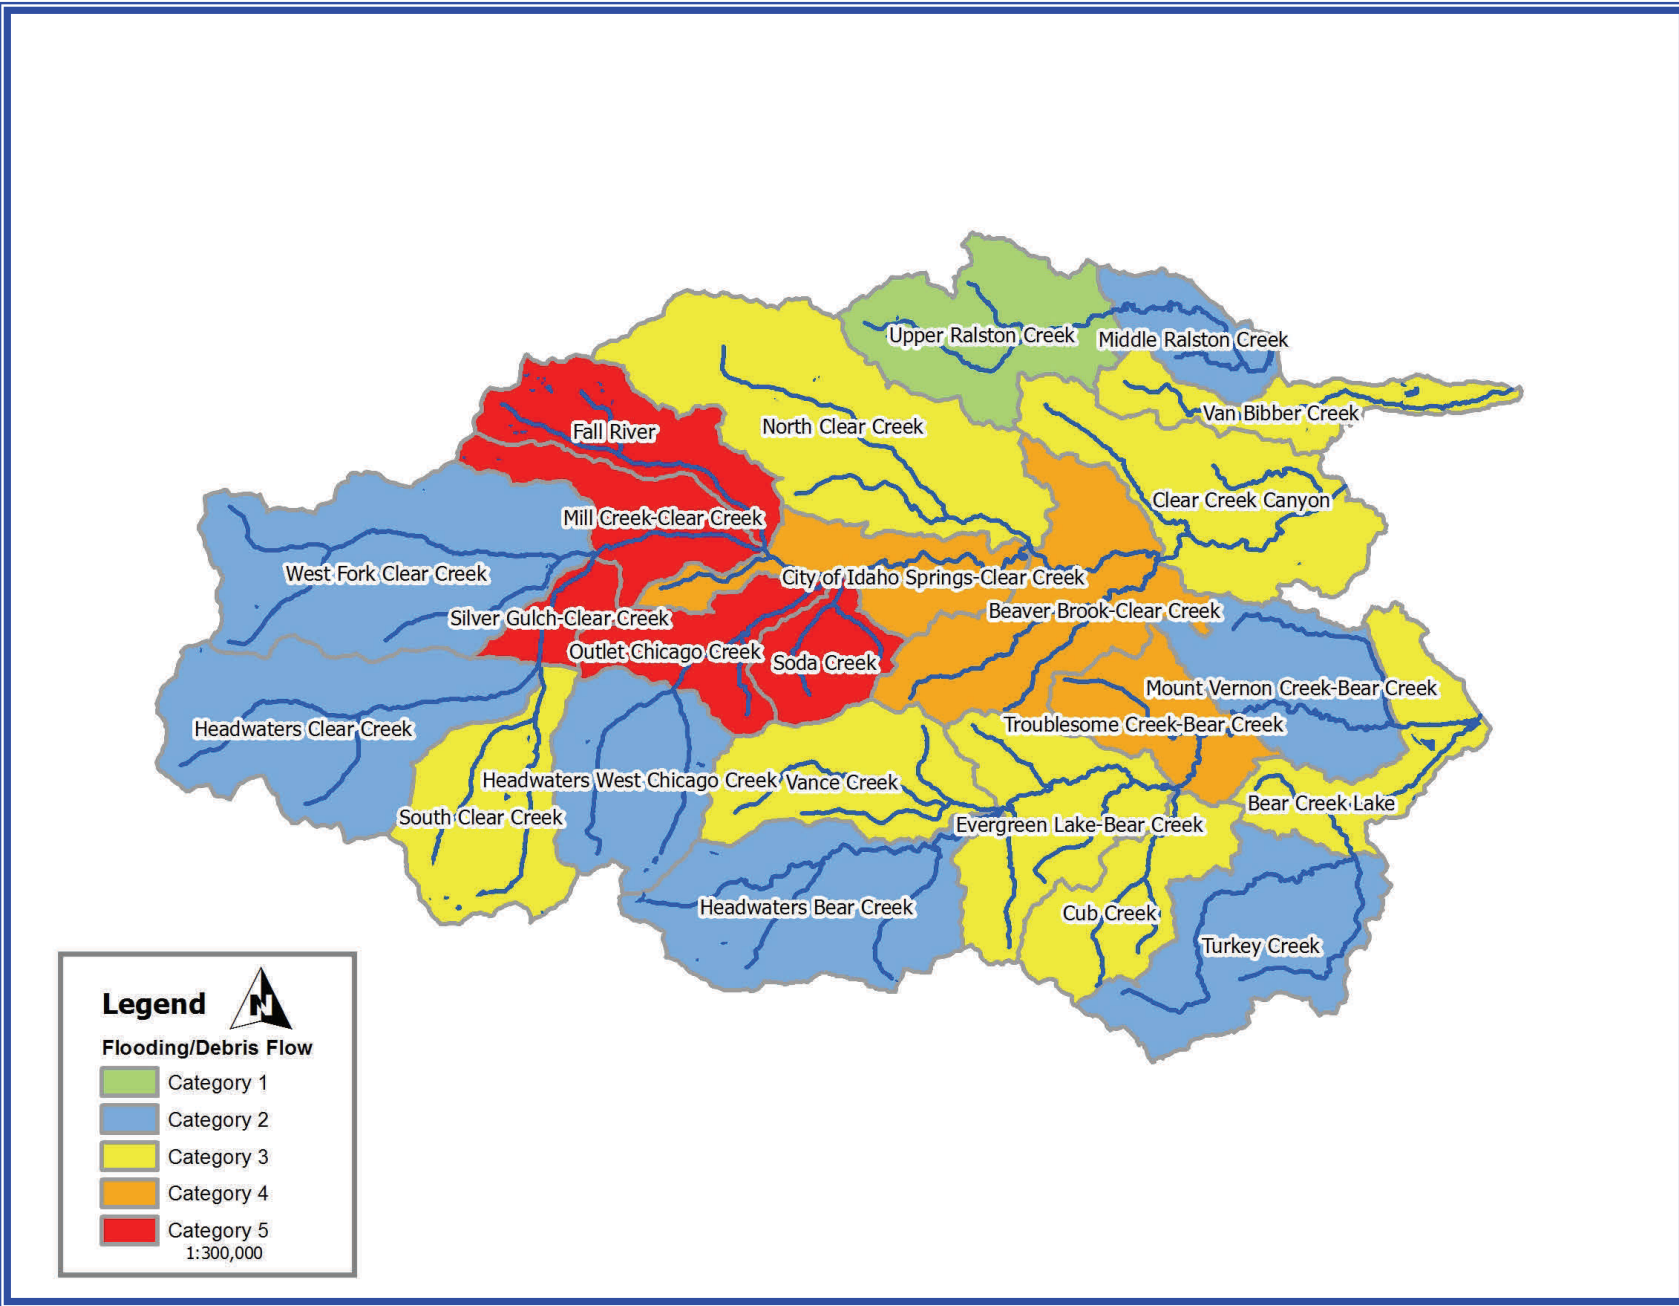 Upper Ralston Creek
Middle Ralston Creek
Van Bibber Creek
North Clear Creek
Fall River
Clear Creek Canyon
Mill Creek-Clear Creek
West Fork Clear Creek
City of Idaho Springs-Clear Creek
Beaver Brook-Clear Creek
Silver Gulch-Clear Creek
Outlet Chicago Creek
Soda Creek
Mount Vernon Creek-Bear Creek
Headwaters Clear Creek
Troublesome Creek-Bear Creek
Headwaters West Chicago Creek
Vance Creek
Bear Creek Lake
South Clear Creek
Evergreen Lake-Bear Creek
Headwaters Bear Creek
Cub Creek
Turkey Creek
Legend
N
Flooding/Debris Flow
Category 1
Category 2
Category 3
Category 4
Category 5
1:300,000